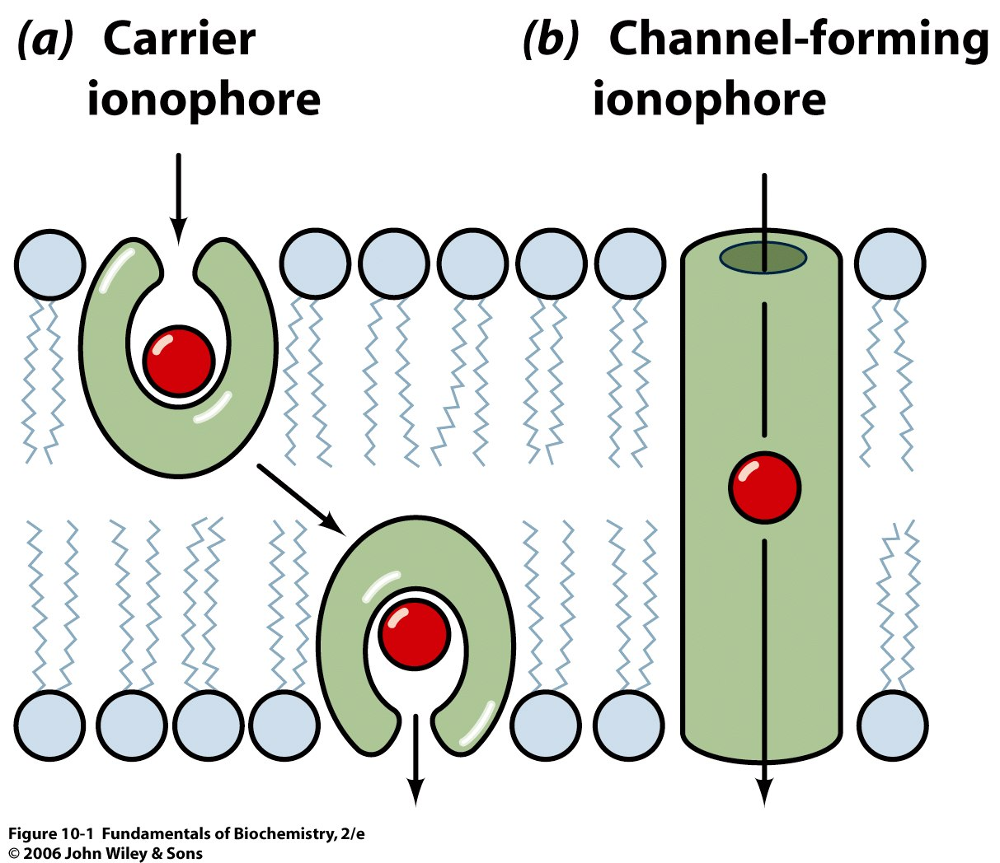 (a) Carrier
ionophore
(b) Channel-forming
ionophore
Figure 10-1 Fundamentals of Biochemistry, 2/e
© 2006 John Wiley & Sons